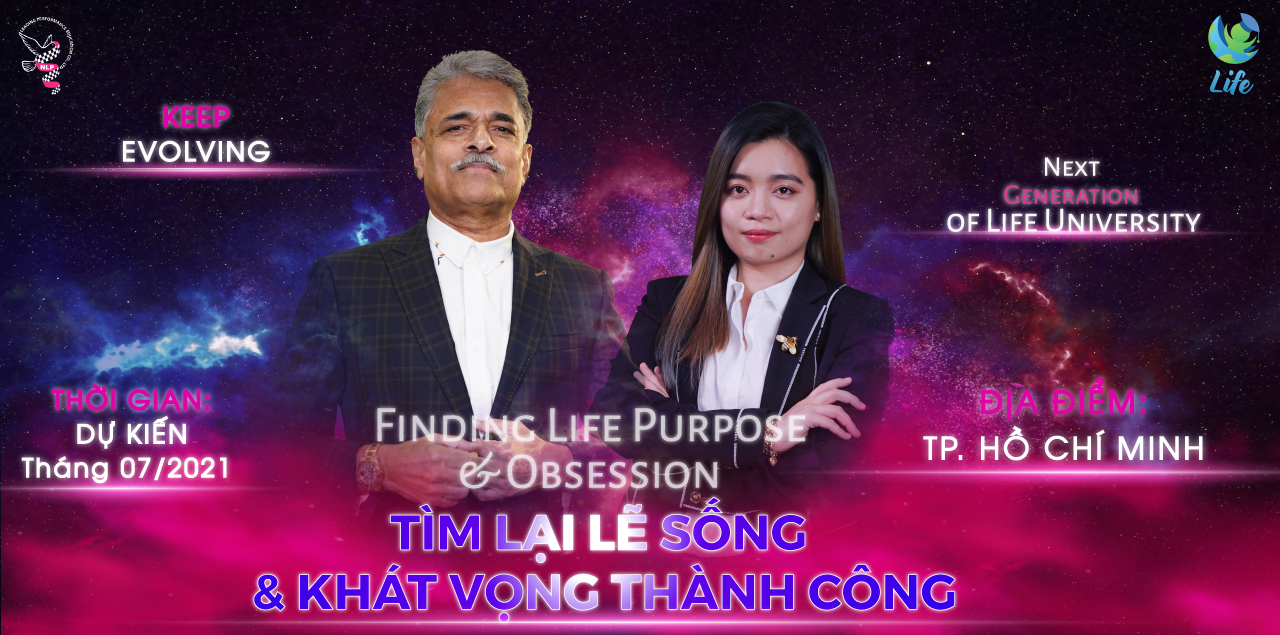 NLP
Life
KEEP
EVOLVING
NEXT
GENERATION
OF LIFE UNIVERSITY
THỜI GIAN:
DỰ KIẾN
Tháng 07/2021
ĐỊA ĐIỂM:
TP. HỒ CHÍ MINH
FINDING LIFE PURPOSE
& OBSESSION
TÌM LẠI LẼ SỐNG
& KHÁT VỌNG THÀNH CÔNG